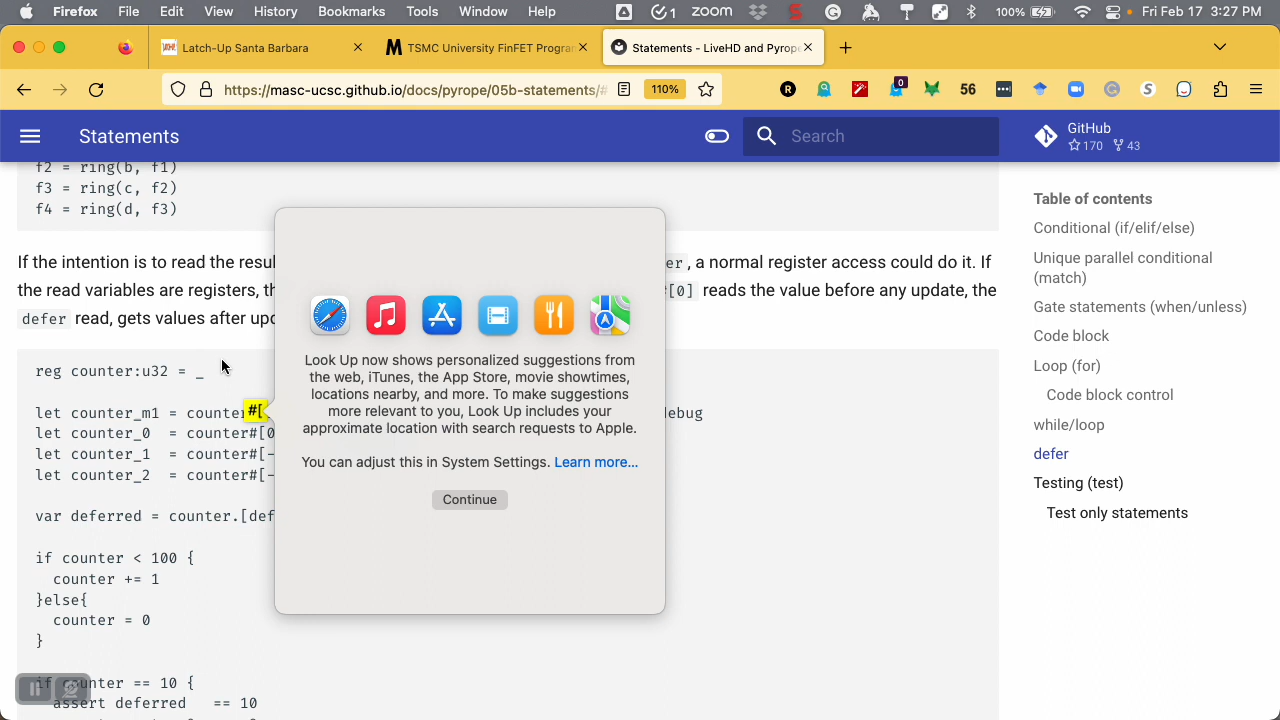 Firefox File Edit View History Bookmarks Tools Window Help 1 zoom 100% Fri Feb 17 3:27 PM
Latch-Up Santa Barbara
TSMC University FinFET Progra
Statements - LiveHD and Pyrope
https://masc-ucsc.github.io/docs/pyrope/05b-statements/#
110%
0
56
Statements
Search
GitHub
170 43
f2 = ring(b, f1)
f3 = ring(c, f2)
f4 = ring(d, f3)
If the intention is to read the resul er, a normal register access could do it. If
the read variables are registers, th #[0] reads the value before any update, the
defer read, gets values after upd
reg counter:u32 = _
let counter_m1 = counter#[ debug
let counter_0 = counter#[0
let counter_1 = counter#[-
let counter_2 = counter#[-
var deferred = counter.[def
if counter < 100 {
counter += 1
}else{
counter = 0
}
if counter == 10 {
assert deferred == 10
Look Up now shows personalized suggestions from
the web, iTunes, the App Store, movie showtimes,
locations nearby, and more. To make suggestions
more relevant to you, Look Up includes your
approximate location with search requests to Apple.
You can adjust this in System Settings. Learn more...
Continue
Table of contents
Conditional (if/elif/else)
Unique parallel conditional
(match)
Gate statements (when/unless)
Code block
Loop (for)
Code block control
while/loop
defer
Testing (test)
Test only statements